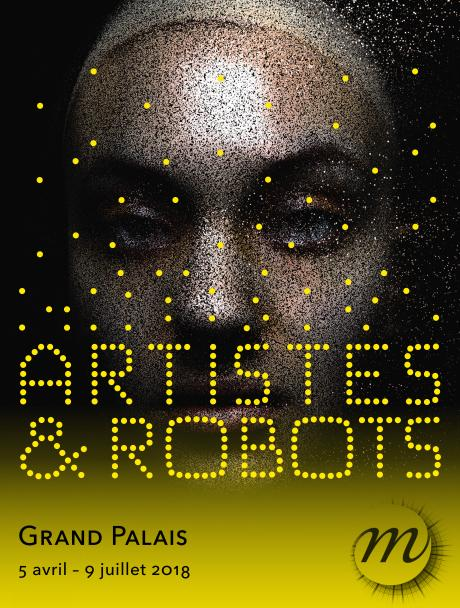 ARTISTES
& ROBOTS
GRAND PALAIS
5 avril - 9 juillet 2018
m